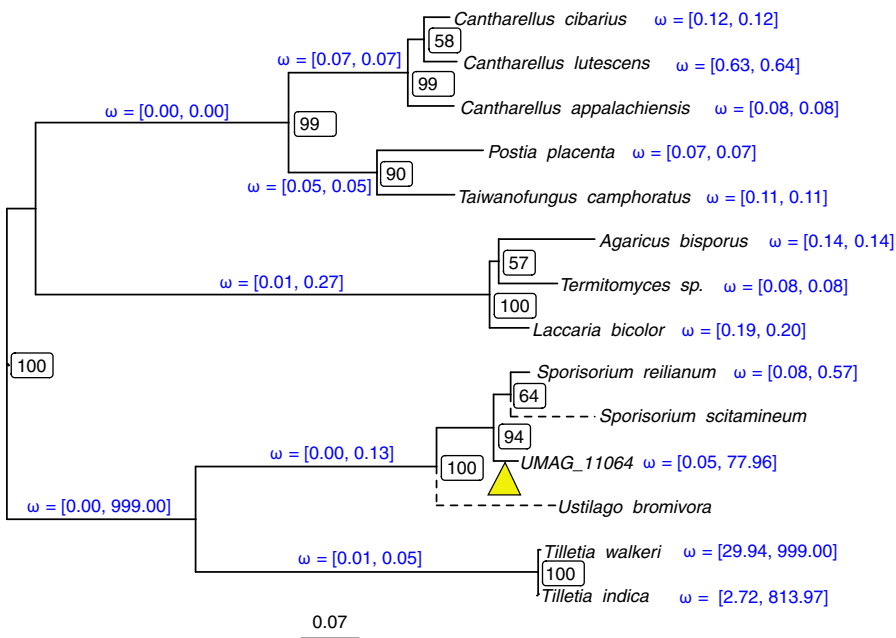 Cantharellus cibarius ω = [0.12, 0.12]
58
ω = [0.07, 0.07]
Cantharellus lutescens ω = [0.63, 0.64]
99
Cantharellus appalachiensis ω = [0.08, 0.08]
ω = [0.00, 0.00]
99
Postia placenta ω = [0.07, 0.07]
90
ω = [0.05, 0.05]
Taiwanofungus camphoratus ω = [0.11, 0.11]
Agaricus bisporus ω = [0.14, 0.14]
57
ω = [0.01, 0.27]
Termitomyces sp. ω = [0.08, 0.08]
100
Laccaria bicolor ω = [0.19, 0.20]
100
Sporisorium reilianum ω = [0.08, 0.57]
64
Sporisorium scitamineum
94
ω = [0.00, 0.13]
UMAG_11064 ω = [0.05, 77.96]
100
ω = [0.00, 999.00]
Ustilago bromivora
Tilletia walkeri ω = [29.94, 999.00]
ω = [0.01, 0.05]
100
Tilletia indica ω = [2.72, 813.97]
0.07